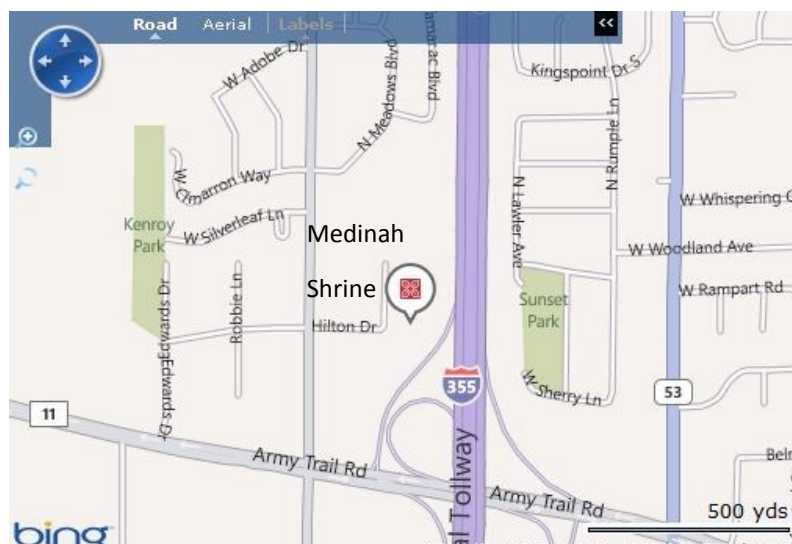 Road Aerial Labels
W Adobe Dr
N Meadows Blvd
Kingspoint Dr S
N Rumple Ln
W Cimarron Way
N Lawler Ave
Kenroy
Park
W Silverleaf Ln
Medinah
Shrine
W Whispering
W Woodland Ave
W Rampart Rd
Sunset
Park
Edwards Dr
Edwards Dr
Robbie Ln
Hilton Dr
355
W Sherry Ln
53
11
Army Trail Rd
Army Trail Rd
Tollway
500 yds
bing